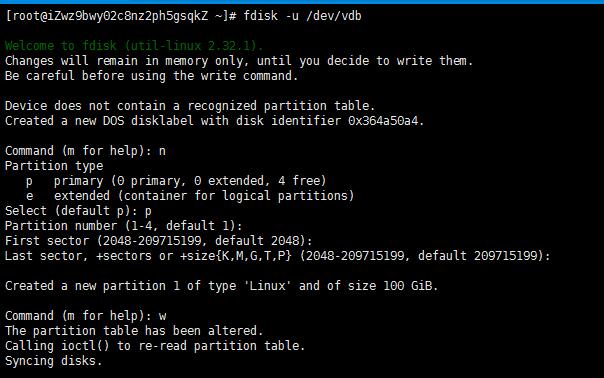 [root@iZwz9bwy02c8nz2ph5gsqkZ ~]# fdisk -u /dev/vdb
Welcome to fdisk (util-linux 2.32.1).
Changes will remain in memory only, until you decide to write them.
Be careful before using the write command.
Device does not contain a recognized partition table.
Created a new DOS disklabel with disk identifier 0x364a50a4.
Command (m for help): n
Partition type
   p   primary (0 primary, 0 extended, 4 free)
   e   extended (container for logical partitions)
Select (default p): p
Partition number (1-4, default 1):
First sector (2048-209715199, default 2048):
Last sector, +sectors or +size{K,M,G,T,P} (2048-209715199, default 209715199):
Created a new partition 1 of type 'Linux' and of size 100 GiB.
Command (m for help): w
The partition table has been altered.
Calling ioctl() to re-read partition table.
Syncing disks.